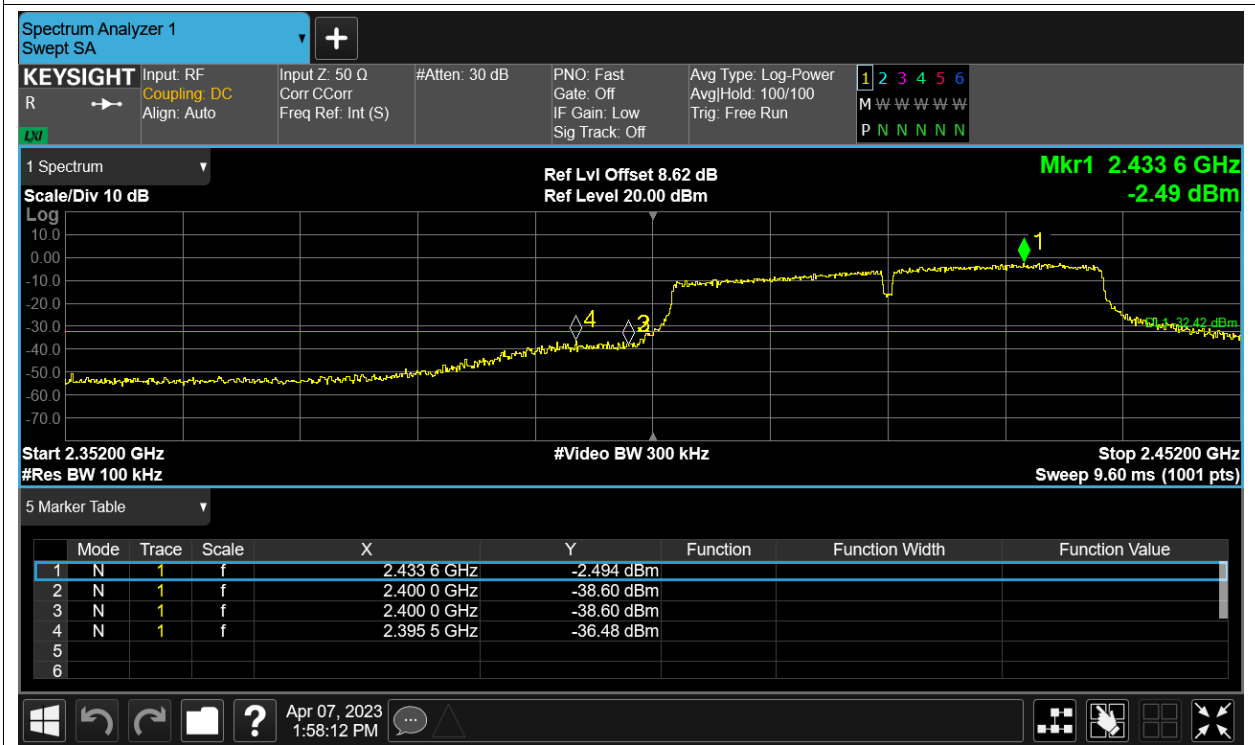 Spectrum Analyzer 1
Swept SA
KEYSIGHT
R
LXI
Input: RF
Coupling: DC
Align: Auto
Input Z: 50 Ω
Corr CCorr
Freq Ref: Int (S)
#Atten: 30 dB
PNO: Fast
Gate: Off
IF Gain: Low
Sig Track: Off
Avg Type: Log-Power
Avg|Hold: 100/100
Trig: Free Run
1 2 3 4 5 6
M W W W W W
P N N N N N
1 Spectrum
Scale/Div 10 dB
Ref Lvl Offset 8.62 dB
Ref Level 20.00 dBm
Mkr1 2.433 6 GHz
-2.49 dBm
Log
10.0
0.00
-10.0
-20.0
-30.0
-40.0
-50.0
-60.0
-70.0
1
4
-32.42 dBm
Start 2.35200 GHz
#Res BW 100 kHz
#Video BW 300 kHz
Stop 2.45200 GHz
Sweep 9.60 ms (1001 pts)
5 Marker Table
Mode Trace Scale X Y Function Function Width Function Value
1 N 1 f 2.433 6 GHz -2.494 dBm
2 N 1 f 2.400 0 GHz -38.60 dBm
3 N 1 f 2.400 0 GHz -38.60 dBm
4 N 1 f 2.395 5 GHz -36.48 dBm
5
6
?
Apr 07, 2023
1:58:12 PM